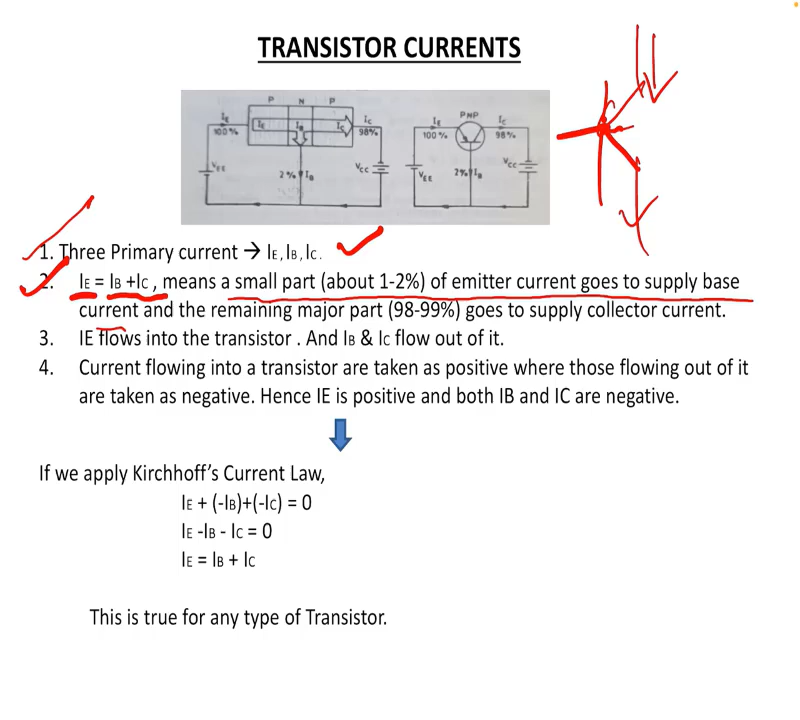 TRANSISTOR CURRENTS
P N P
IE IE IB IC IC
100% 98%
VEE 2% IB VCC
PNP
IE IC
100% 98%
VEE 2% IB VCC
1. Three Primary current → IE, IB, IC.
2. IE = IB +IC , means a small part (about 1-2%) of emitter current goes to supply base
current and the remaining major part (98-99%) goes to supply collector current.
3. IE flows into the transistor . And IB & IC flow out of it.
4. Current flowing into a transistor are taken as positive where those flowing out of it
are taken as negative. Hence IE is positive and both IB and IC are negative.
If we apply Kirchhoff's Current Law,
IE + (-IB)+(-IC) = 0
IE -IB - IC = 0
IE = IB + IC
This is true for any type of Transistor.